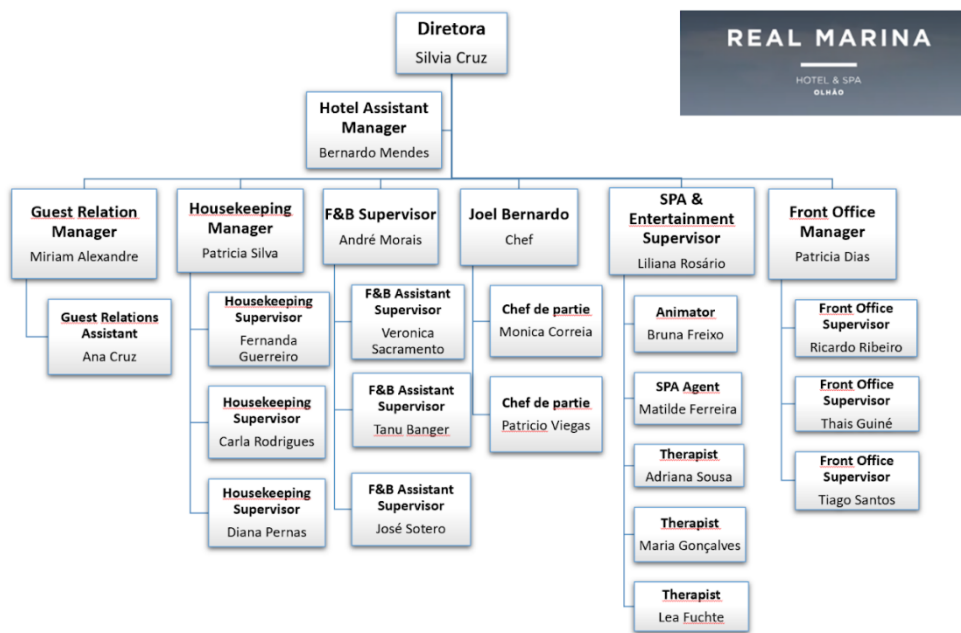 Diretora
Silvia Cruz
REAL MARINA
HOTEL & SPA
OLHÃO
Hotel Assistant
Manager
Bernardo Mendes
Guest Relation
Manager
Miriam Alexandre
Housekeeping
Manager
Patricia Silva
F&B Supervisor
André Morais
Joel Bernardo
Chef
SPA &
Entertainment
Supervisor
Liliana Rosário
Front Office
Manager
Patricia Dias
Guest Relations
Assistant
Ana Cruz
Housekeeping
Supervisor
Fernanda
Guerreiro
Housekeeping
Supervisor
Carla Rodrigues
Housekeeping
Supervisor
Diana Pernas
F&B Assistant
Supervisor
Veronica
Sacramento
F&B Assistant
Supervisor
Tanu Banger
F&B Assistant
Supervisor
José Sotero
Chef de partie
Monica Correia
Chef de partie
Patricio Viegas
Animator
Bruna Freixo
SPA Agent
Matilde Ferreira
Therapist
Adriana Sousa
Therapist
Maria Gonçalves
Therapist
Lea Fuchte
Front Office
Supervisor
Ricardo Ribeiro
Front Office
Supervisor
Thais Guiné
Front Office
Supervisor
Tiago Santos